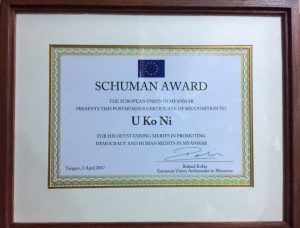 SCHUMAN AWARD
THE EUROPEAN UNION IN MYANMAR
PRESENTS THIS POSTHUMOUS CERTIFICATE OF RECOGNITION TO
U Ko Ni
FOR HIS OUTSTANDING MERITS IN PROMOTING
DEMOCRACY AND HUMAN RIGHTS IN MYANMAR
Yangon, 3 April 2017
Roland Kobia
European Union Ambassador to Myanmar